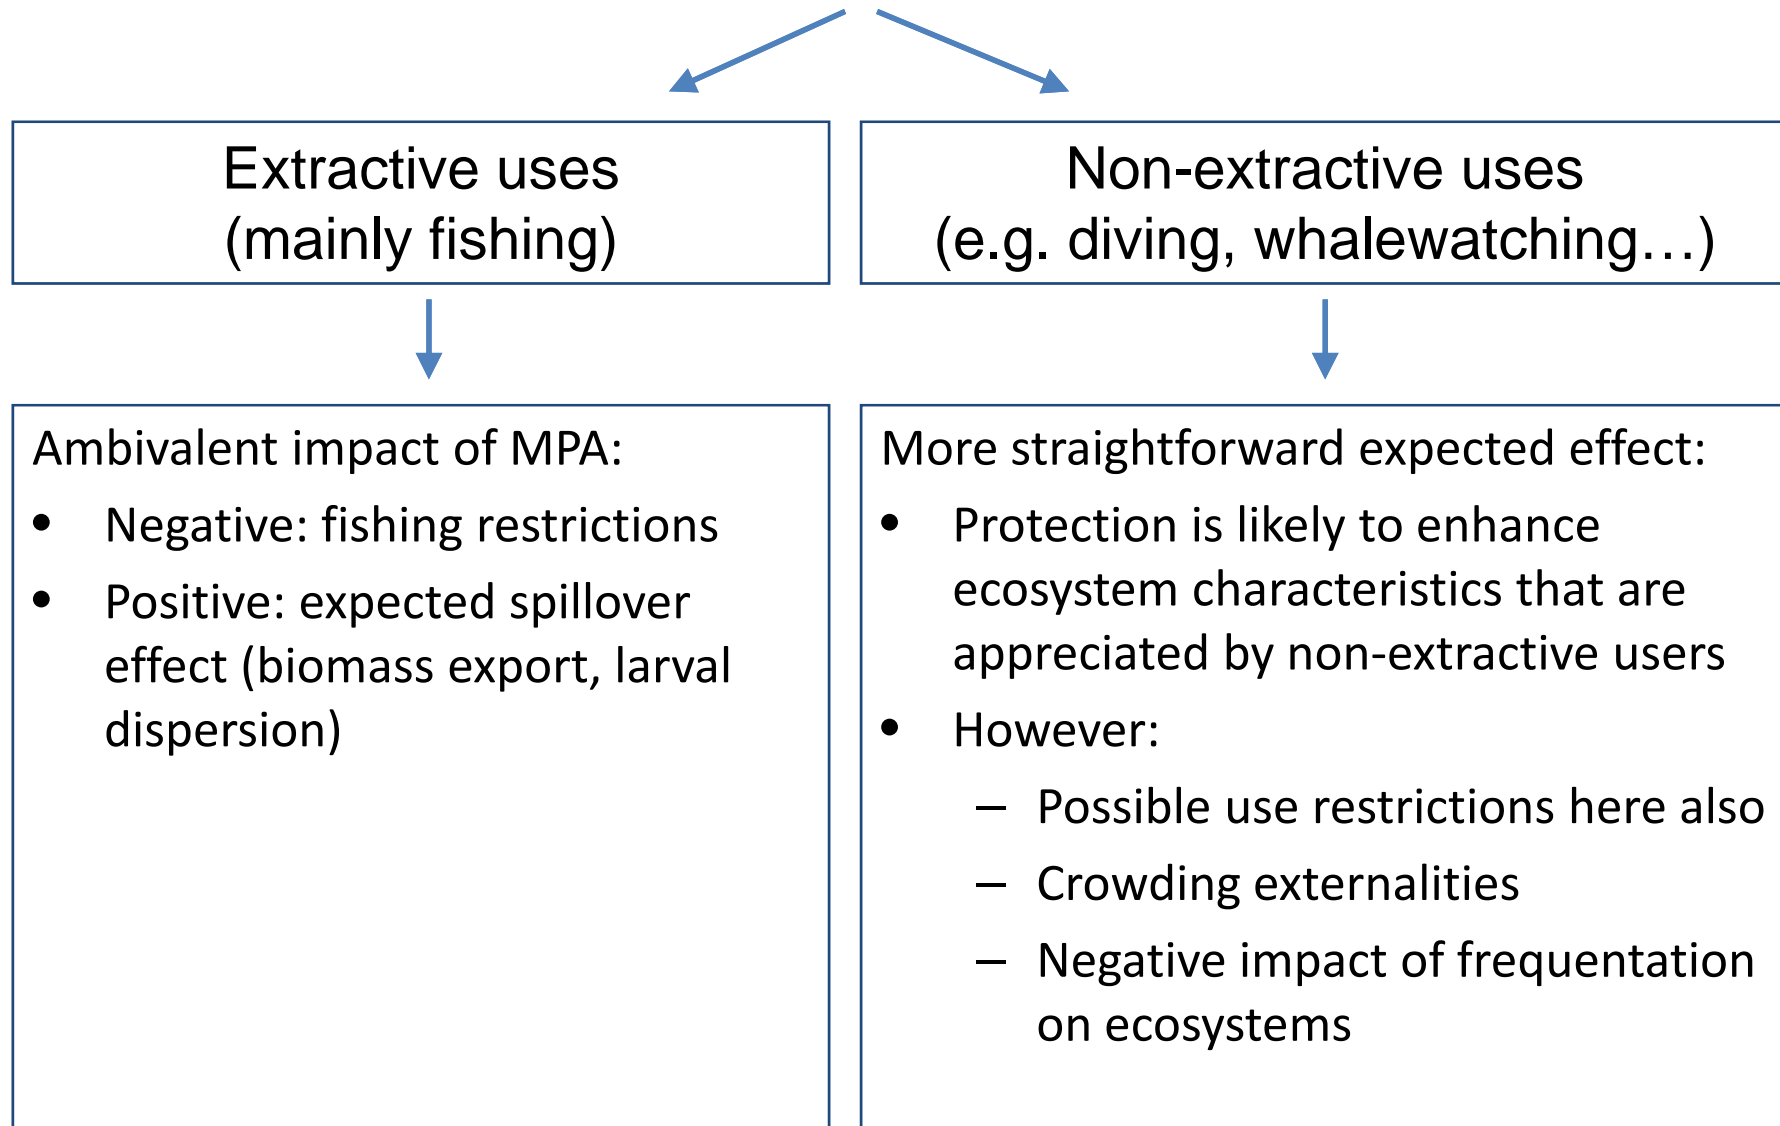 Extractive uses
(mainly fishing)
Non-extractive uses
(e.g. diving, whalewatching…)
Ambivalent impact of MPA:
• Negative: fishing restrictions
• Positive: expected spillover
effect (biomass export, larval
dispersion)
More straightforward expected effect:
• Protection is likely to enhance
ecosystem characteristics that are
appreciated by non-extractive users
• However:
– Possible use restrictions here also
– Crowding externalities
– Negative impact of frequentation
on ecosystems